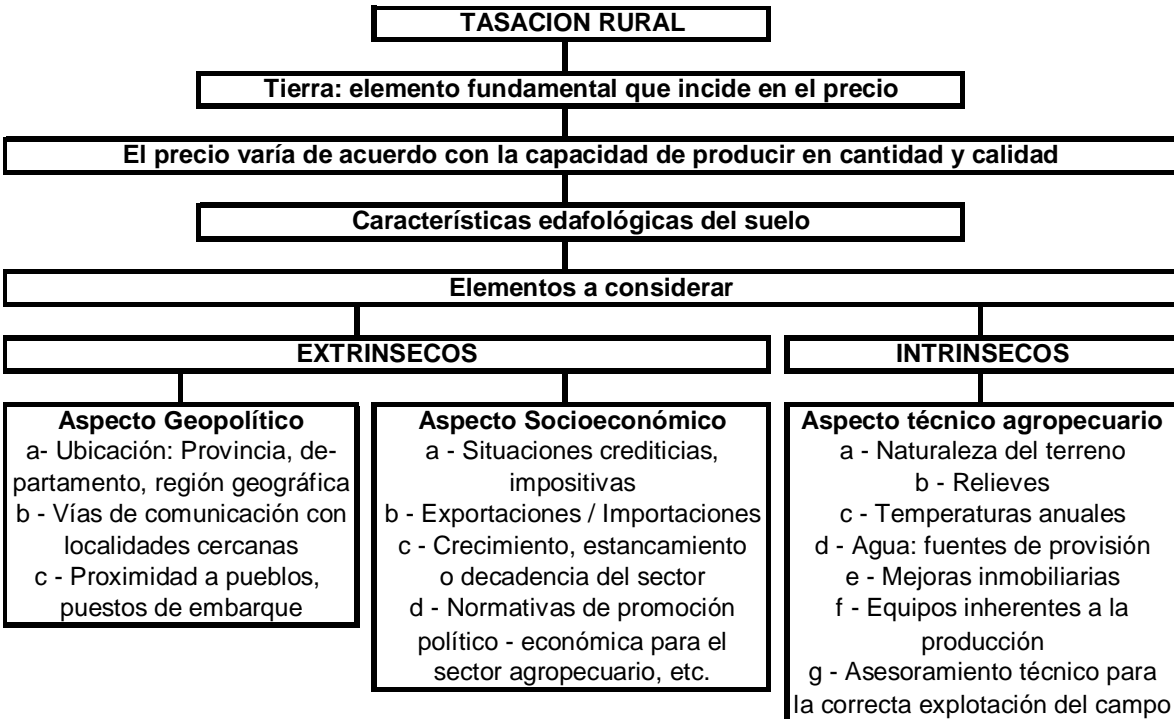 TASACION RURAL
Tierra: elemento fundamental que incide en el precio
El precio varía de acuerdo con la capacidad de producir en cantidad y calidad
Características edafológicas del suelo
Elementos a considerar
EXTRINSECOS
INTRINSECOS
Aspecto Geopolítico
a- Ubicación: Provincia, de-
partamento, región geográfica
b - Vías de comunicación con
localidades cercanas
c - Proximidad a pueblos,
puestos de embarque
Aspecto Socioeconómico
a - Situaciones crediticias,
impositivas
b - Exportaciones / Importaciones
c - Crecimiento, estancamiento
o decadencia del sector
d - Normativas de promoción
político - económica para el
sector agropecuario, etc.
Aspecto técnico agropecuario
a - Naturaleza del terreno
b - Relieves
c - Temperaturas anuales
d - Agua: fuentes de provisión
e - Mejoras inmobiliarias
f - Equipos inherentes a la
producción
g - Asesoramiento técnico para
la correcta explotación del campo